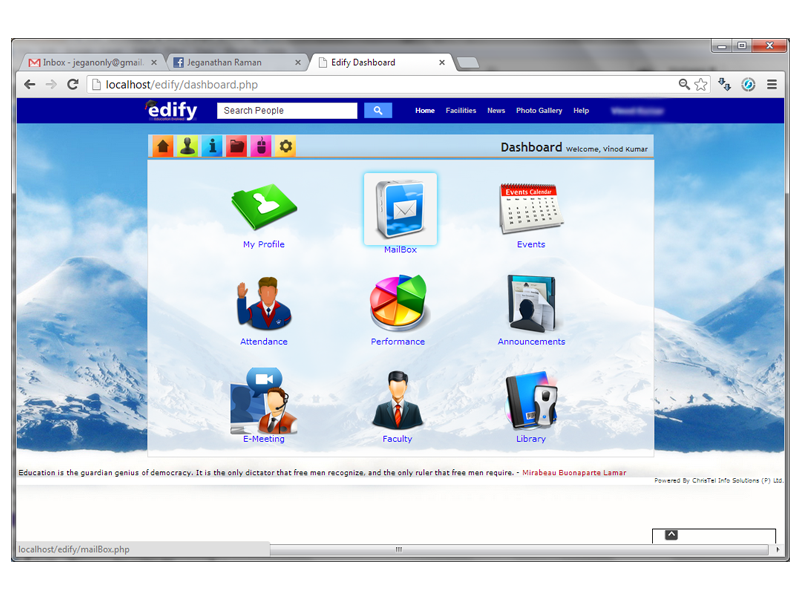 Inbox - jeganonly@gmail.
Jeganathan Raman
Edify Dashboard
localhost/edify/dashboard.php
edify
Search People
Home Facilities News Photo Gallery Help
Dashboard Welcome, Vinod Kumar
Events Calendar
My Profile
MailBox
Events
Attendance
Performance
Announcements
E-Meeting
Faculty
Library
Education is the guardian genius of democracy. It is the only dictator that free men recognize, and the only ruler that free men require. - Mirabeau Buonaparte Lamar
Powered By ChrisTel Info Solutions (P) Ltd.
localhost/edify/mailBox.php